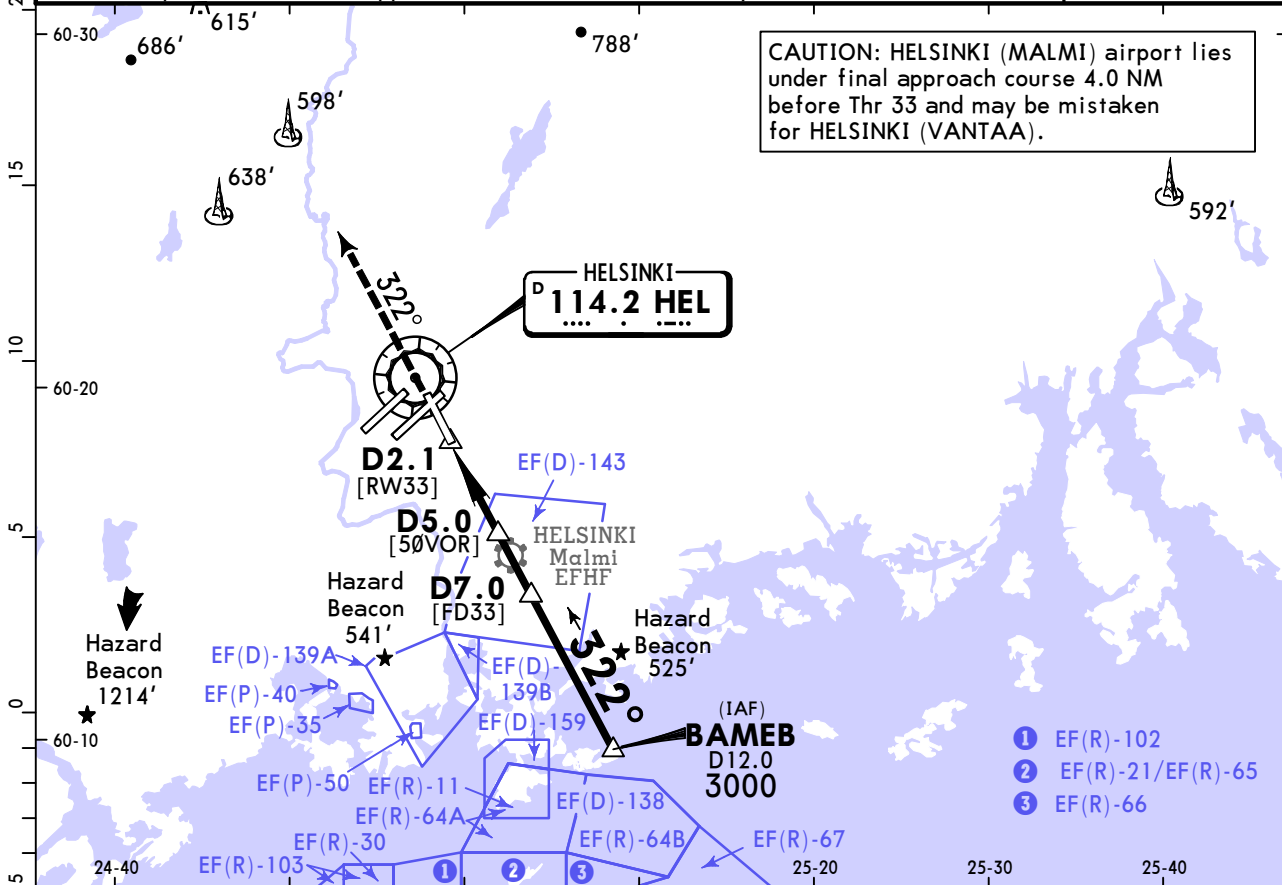 615'
60-30
686'
788'
CAUTION: HELSINKI (MALMI) airport lies
under final approach course 4.0 NM
before Thr 33 and may be mistaken
for HELSINKI (VANTAA).
598'
15
638'
592'
HELSINKI
D 114.2 HEL
322°
10
60-20
D2.1
[RW33]
EF(D)-143
D5.0
[5ØVOR]
HELSINKI
Malmi
EFHF
5
D7.0
[FD33]
Hazard
Beacon
541'
Hazard
Beacon
525'
Hazard
Beacon
1214'
322°
EF(D)-139A
EF(D)-
139B
EF(P)-40
EF(P)-35
EF(D)-159
0
60-10
(IAF)
BAMEB
D12.0
3000
1 EF(R)-102
2 EF(R)-21/EF(R)-65
3 EF(R)-66
EF(P)-50
EF(R)-11
EF(D)-138
EF(R)-64A
EF(R)-64B
EF(R)-67
EF(R)-30
EF(R)-103
1
2
3
5
24-40
25-20
25-30
25-40